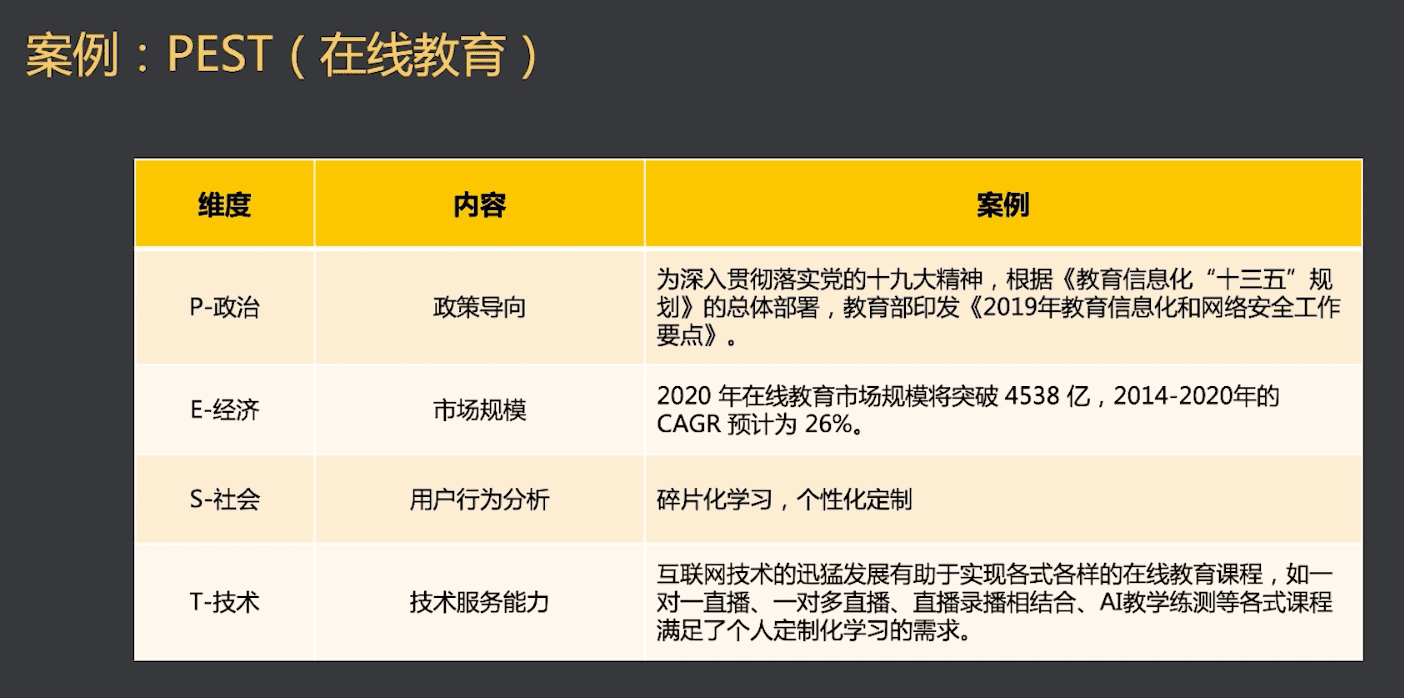 案例：PEST（在线教育）
维度
内容
案例
P-政治
政策导向
为深入贯彻落实党的十九大精神，根据《教育信息化“十三五”规
划》的总体部署，教育部印发《2019年教育信息化和网络安全工作
要点》。
E-经济
市场规模
2020 年在线教育市场规模将突破 4538 亿，2014-2020年的
CAGR 预计为 26%。
S-社会
用户行为分析
碎片化学习，个性化定制
T-技术
技术服务能力
互联网技术的迅猛发展有助于实现各式各样的在线教育课程，如一
对一直播、一对多直播、直播录播相结合、AI教学练测等各式课程
满足了个人定制化学习的需求。